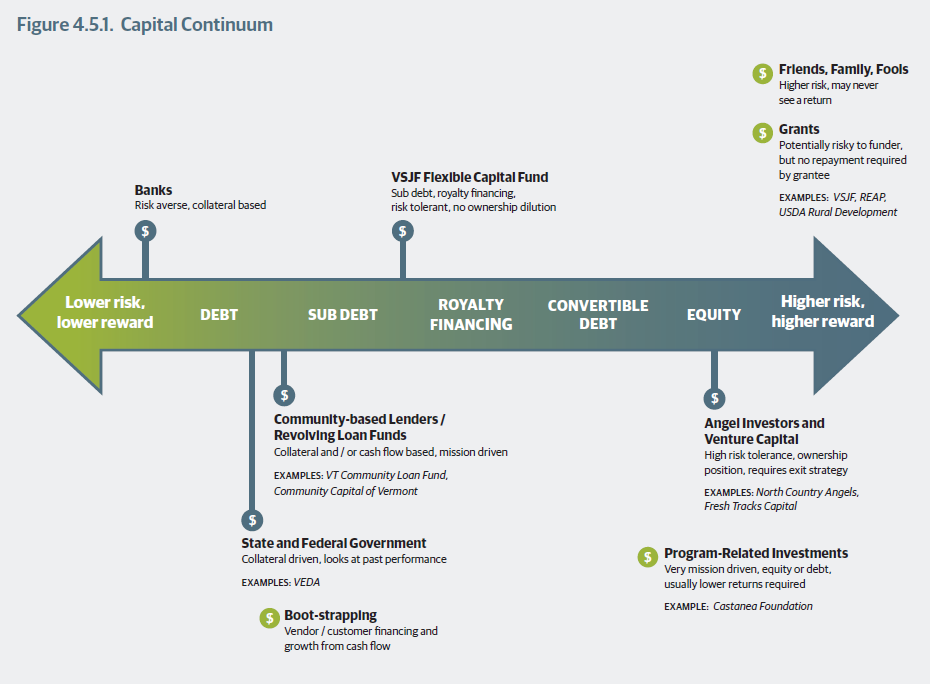 Figure 4.5.1. Capital Continuum
$
Friends, Family, Fools
Higher risk, may never
see a return
$
Grants
Potentially risky to funder,
but no repayment required
by grantee
EXAMPLES: VSJF, REAP,
USDA Rural Development
Banks
Risk averse, collateral based
$
VSJF Flexible Capital Fund
Sub debt, royalty financing,
risk tolerant, no ownership dilution
$
Lower risk,
lower reward
DEBT
SUB DEBT
ROYALTY
FINANCING
CONVERTIBLE
DEBT
EQUITY
Higher risk,
higher reward
$
Community-based Lenders /
Revolving Loan Funds
Collateral and / or cash flow based, mission driven
EXAMPLES: VT Community Loan Fund,
Community Capital of Vermont
$
Angel Investors and
Venture Capital
High risk tolerance, ownership
position, requires exit strategy
EXAMPLES: North Country Angels,
Fresh Tracks Capital
$
State and Federal Government
Collateral driven, looks at past performance
EXAMPLES: VEDA
$
Program-Related Investments
Very mission driven, equity or debt,
usually lower returns required
EXAMPLE: Castanea Foundation
$
Boot-strapping
Vendor / customer financing and
growth from cash flow